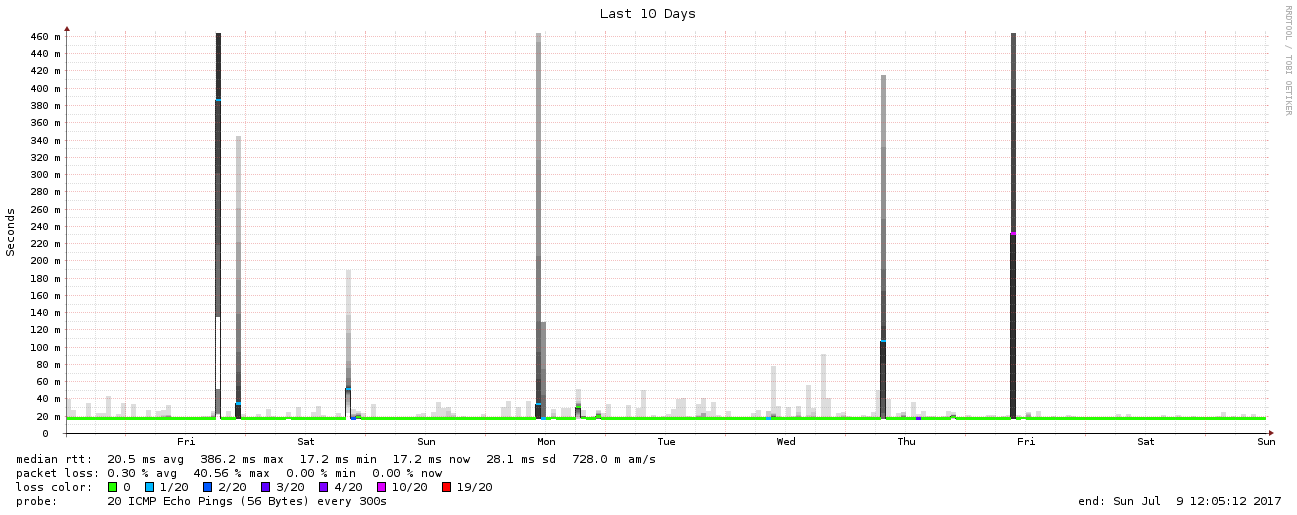 Last 10 Days
RRDTOOL / TOBI OETIKER
Seconds
460 m
440 m
420 m
400 m
380 m
360 m
340 m
320 m
300 m
280 m
260 m
240 m
220 m
200 m
180 m
160 m
140 m
120 m
100 m
80 m
60 m
40 m
20 m
0
Fri Sat Sun Mon Tue Wed Thu Fri Sat Sun
median rtt: 20.5 ms avg 386.2 ms max 17.2 ms min 17.2 ms now 28.1 ms sd 728.0 m am/s
packet loss: 0.30 % avg 40.56 % max 0.00 % min 0.00 % now
loss color: 0 1/20 2/20 3/20 4/20 10/20 19/20
probe: 20 ICMP Echo Pings (56 Bytes) every 300s end: Sun Jul 9 12:05:12 2017